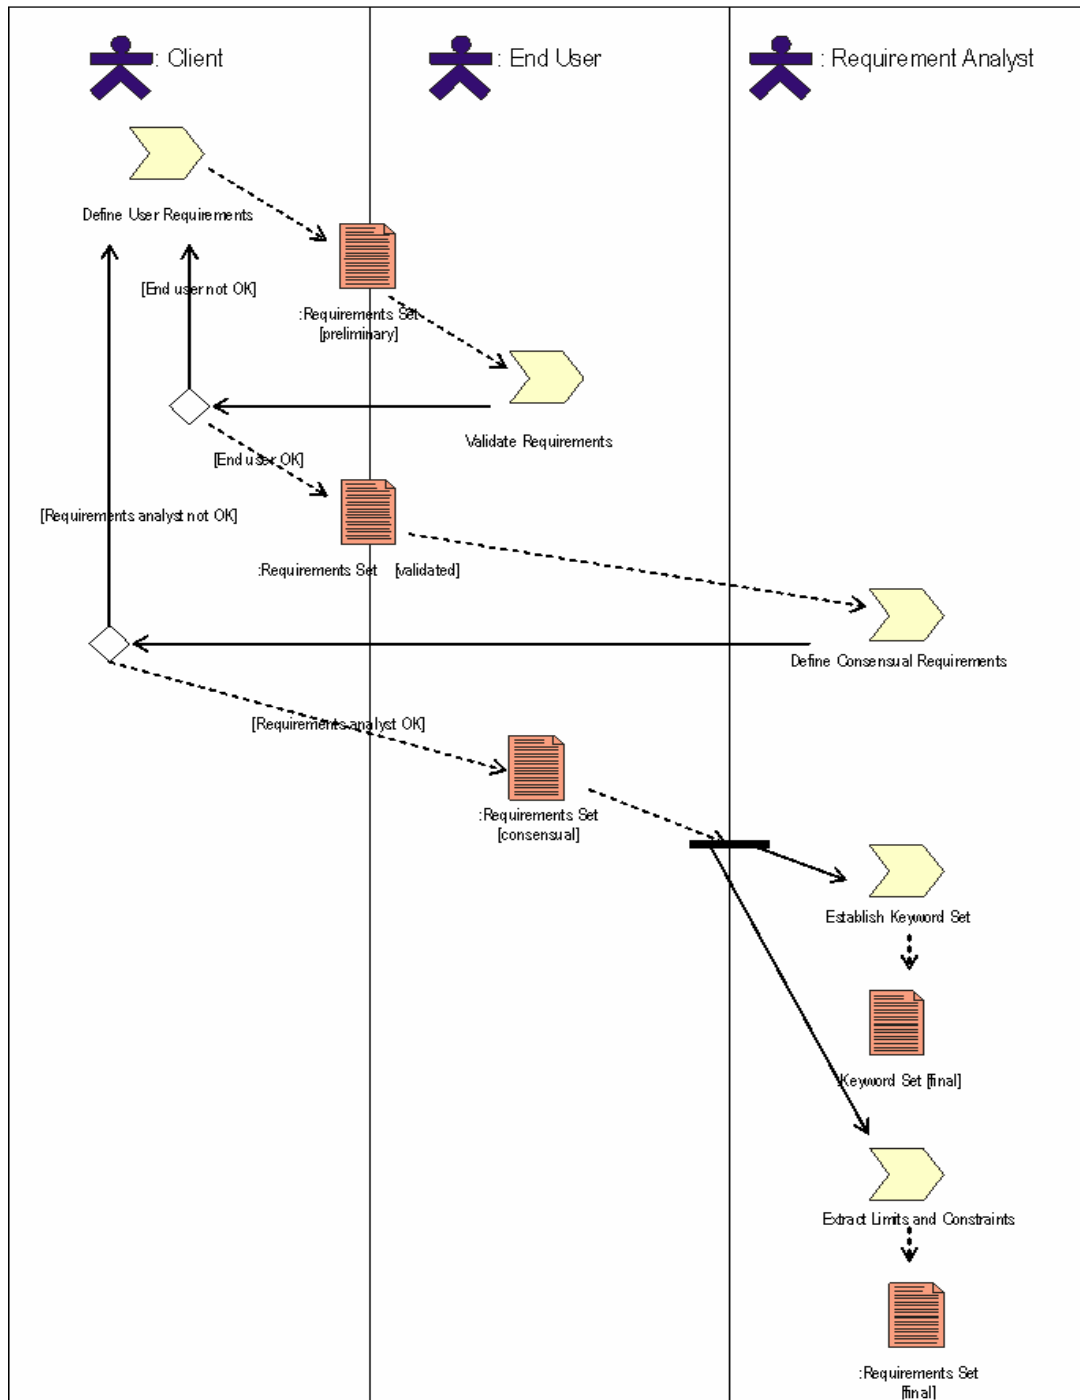 : Client
: End User
: Requirement Analyst
Define User Requirements
[End user not OK]
:Requirements Set
[preliminary]
Validate Requirements
[End user OK]
[Requirements analyst not OK]
:Requirements Set [validated]
Define Consensual Requirements
[Requirements analyst OK]
:Requirements Set
[consensual]
Establish Keyword Set
:Keyword Set [final]
Extract Limits and Constraints
:Requirements Set
[final]